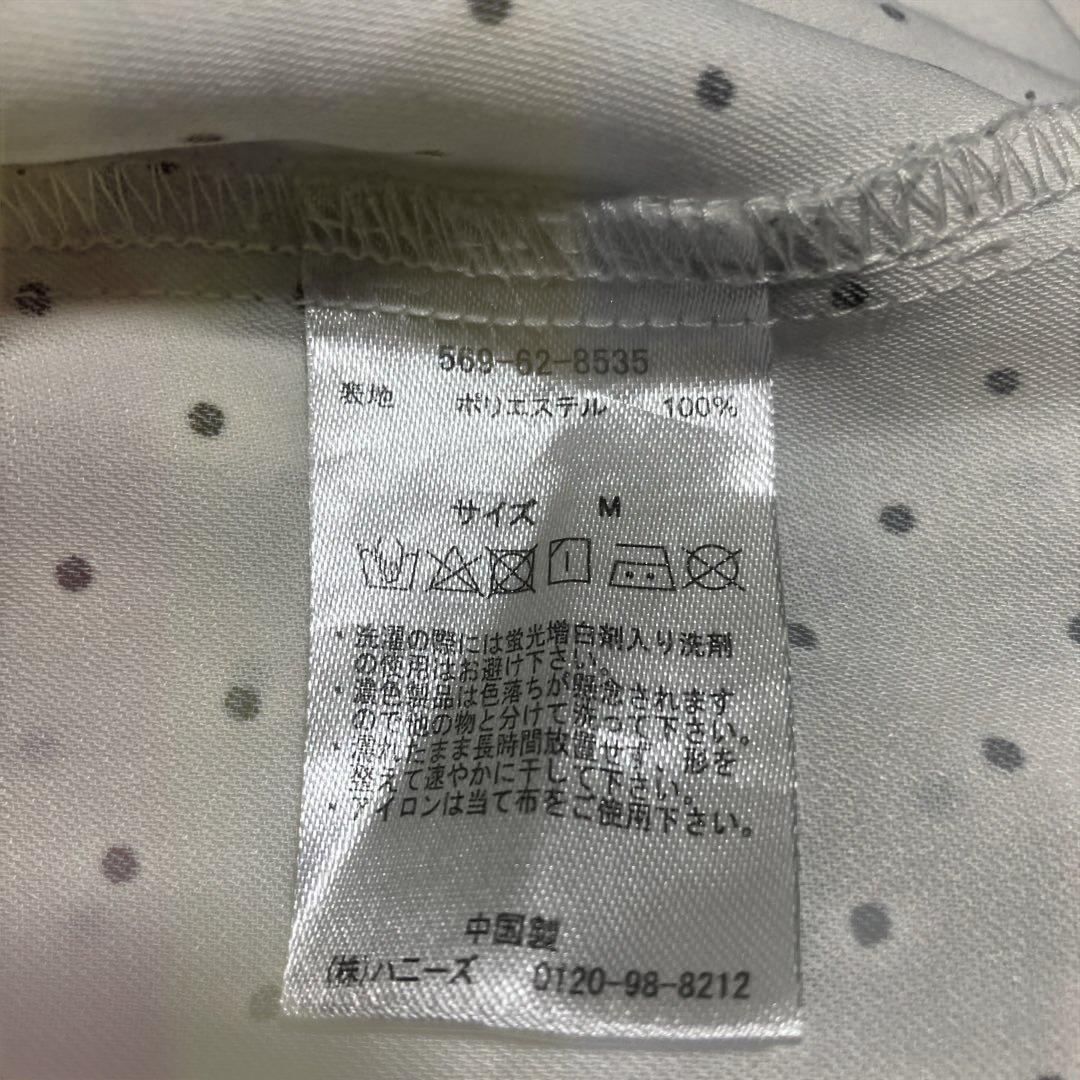 569-62-8535
表地 ポリエステル 100%
サイズ M
・洗濯の際には蛍光増白剤入り洗剤
の使用はお避け下さい。
・濃色製品は色落ちが懸念されます
ので他の物と分けて洗って下さい。
・濡れたまま長時間放置せず、形を
整えて速やかに干して下さい。
・アイロンは当て布をご使用下さい。
中国製
(株)ハニーズ 0120-98-8212